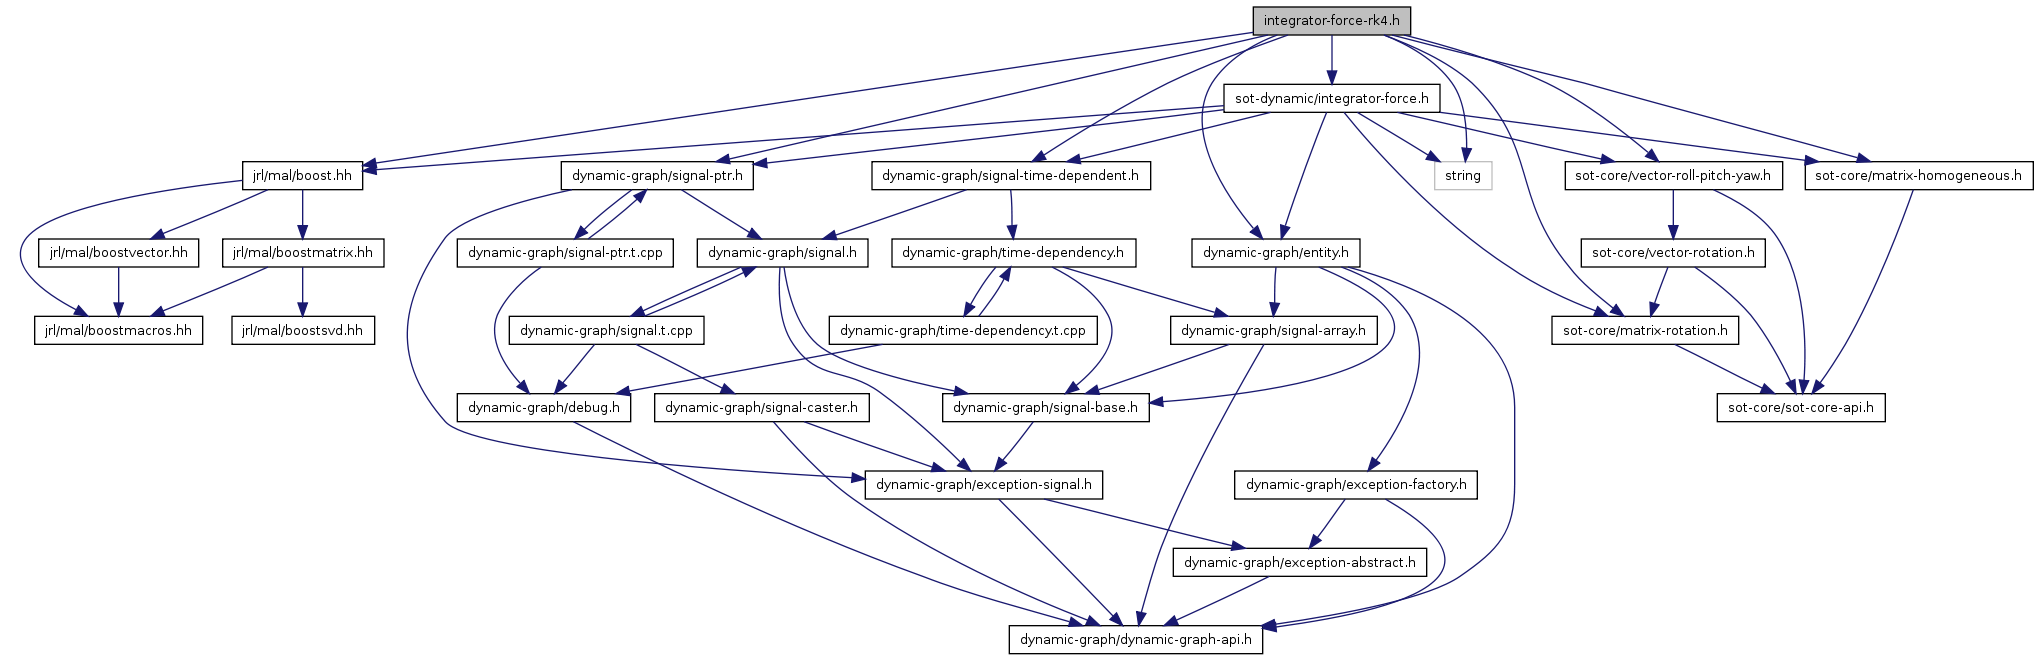 integrator-force-rk4.h
sot-dynamic/integrator-force.h
jrl/mal/boost.hh
dynamic-graph/signal-ptr.h
dynamic-graph/signal-time-dependent.h
string
sot-core/vector-roll-pitch-yaw.h
sot-core/matrix-homogeneous.h
jrl/mal/boostvector.hh
jrl/mal/boostmatrix.hh
dynamic-graph/signal-ptr.t.cpp
dynamic-graph/signal.h
dynamic-graph/time-dependency.h
dynamic-graph/entity.h
sot-core/vector-rotation.h
jrl/mal/boostmacros.hh
jrl/mal/boostsvd.hh
dynamic-graph/signal.t.cpp
dynamic-graph/time-dependency.t.cpp
dynamic-graph/signal-array.h
sot-core/matrix-rotation.h
dynamic-graph/debug.h
dynamic-graph/signal-caster.h
dynamic-graph/signal-base.h
sot-core/sot-core-api.h
dynamic-graph/exception-signal.h
dynamic-graph/exception-factory.h
dynamic-graph/exception-abstract.h
dynamic-graph/dynamic-graph-api.h